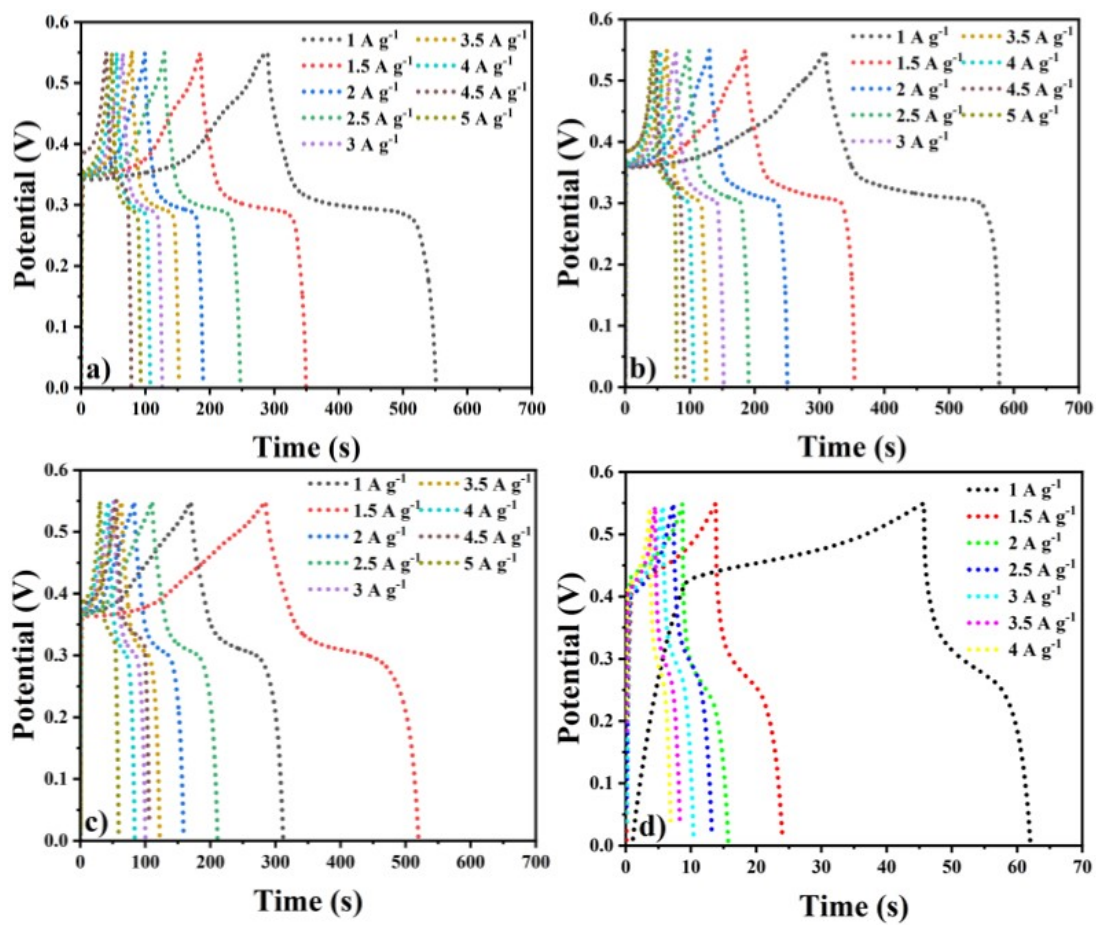 0.6
0.5
0.4
0.3
0.2
0.1
0.0
Potential (V)
1 A g-1
1.5 A g-1
2 A g-1
2.5 A g-1
3 A g-1
3.5 A g-1
4 A g-1
4.5 A g-1
5 A g-1
a)
0 100 200 300 400 500 600 700
Time (s)
0.6
0.5
0.4
0.3
0.2
0.1
0.0
Potential (V)
1 A g-1
1.5 A g-1
2 A g-1
2.5 A g-1
3 A g-1
3.5 A g-1
4 A g-1
4.5 A g-1
5 A g-1
b)
0 100 200 300 400 500 600 700
Time (s)
0.6
0.5
0.4
0.3
0.2
0.1
0.0
Potential (V)
1 A g-1
1.5 A g-1
2 A g-1
2.5 A g-1
3 A g-1
3.5 A g-1
4 A g-1
4.5 A g-1
5 A g-1
c)
0 100 200 300 400 500 600 700
Time (s)
0.6
0.5
0.4
0.3
0.2
0.1
0.0
Potential (V)
1 A g-1
1.5 A g-1
2 A g-1
2.5 A g-1
3 A g-1
3.5 A g-1
4 A g-1
d)
0 10 20 30 40 50 60 70
Time (s)